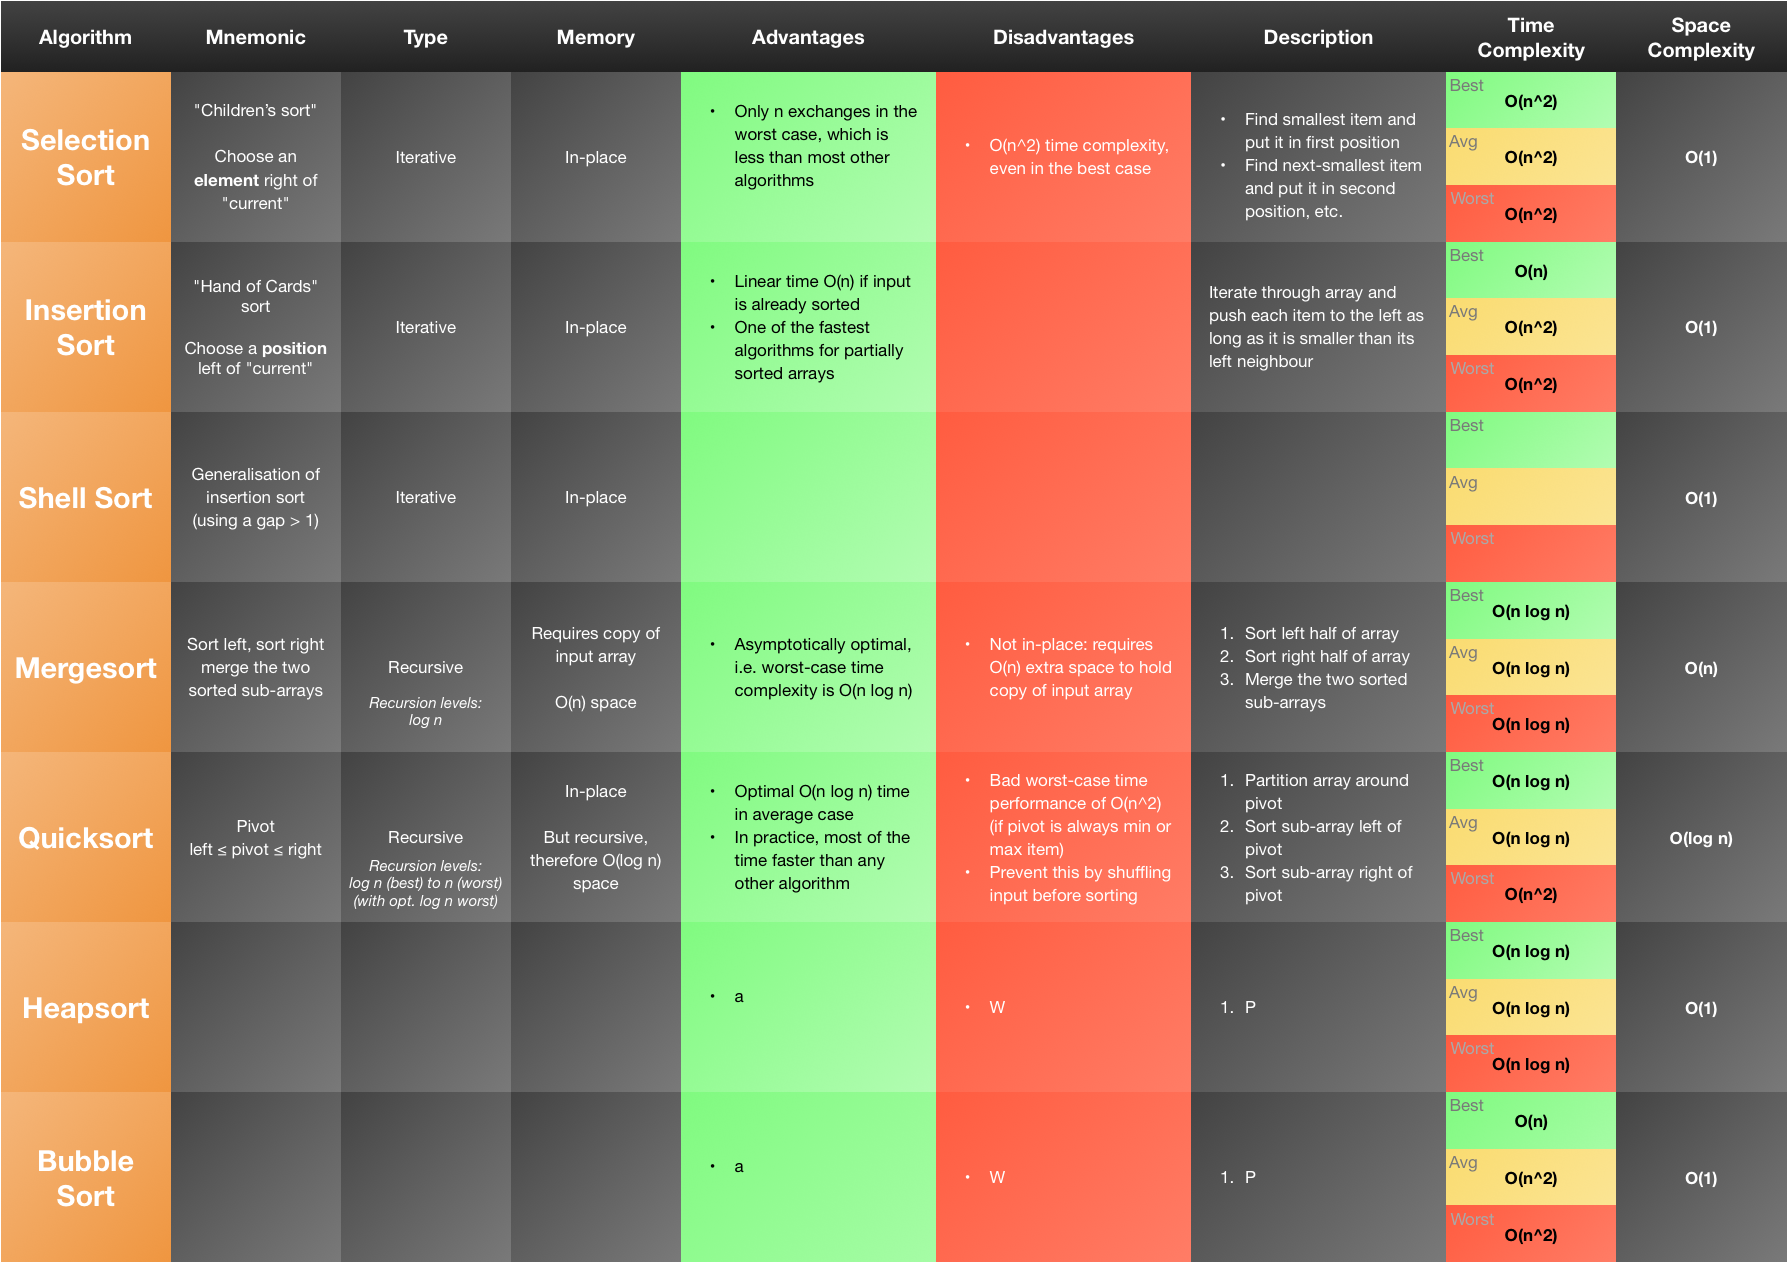 Algorithm
Mnemonic
Type
Memory
Advantages
Disadvantages
Description
Time
Complexity
Space
Complexity
Selection
Sort
"Children’s sort"
Choose an
element right of
"current"
Iterative
In-place
• Only n exchanges in the
worst case, which is
less than most other
algorithms
• O(n^2) time complexity,
even in the best case
• Find smallest item and
put it in first position
• Find next-smallest item
and put it in second
position, etc.
Best
O(n^2)
Avg
O(n^2)
Worst
O(n^2)
O(1)
Insertion
Sort
"Hand of Cards"
sort
Choose a position
left of "current"
Iterative
In-place
• Linear time O(n) if input
is already sorted
• One of the fastest
algorithms for partially
sorted arrays
Iterate through array and
push each item to the left as
long as it is smaller than its
left neighbour
Best
O(n)
Avg
O(n^2)
Worst
O(n^2)
O(1)
Shell Sort
Generalisation of
insertion sort
(using a gap > 1)
Iterative
In-place
Best
Avg
Worst
O(1)
Mergesort
Sort left, sort right
merge the two
sorted sub-arrays
Recursive
Recursion levels:
log n
Requires copy of
input array
O(n) space
• Asymptotically optimal,
i.e. worst-case time
complexity is O(n log n)
• Not in-place: requires
O(n) extra space to hold
copy of input array
1. Sort left half of array
2. Sort right half of array
3. Merge the two sorted
sub-arrays
Best
O(n log n)
Avg
O(n log n)
Worst
O(n log n)
O(n)
Quicksort
Pivot
left ≤ pivot ≤ right
Recursive
Recursion levels:
log n (best) to n (worst)
(with opt. log n worst)
In-place
But recursive,
therefore O(log n)
space
• Optimal O(n log n) time
in average case
• In practice, most of the
time faster than any
other algorithm
• Bad worst-case time
performance of O(n^2)
(if pivot is always min or
max item)
• Prevent this by shuffling
input before sorting
1. Partition array around
pivot
2. Sort sub-array left of
pivot
3. Sort sub-array right of
pivot
Best
O(n log n)
Avg
O(n log n)
Worst
O(n^2)
O(log n)
Heapsort
• a
• W
1. P
Best
O(n log n)
Avg
O(n log n)
Worst
O(n log n)
O(1)
Bubble
Sort
• a
• W
1. P
Best
O(n)
Avg
O(n^2)
Worst
O(n^2)
O(1)